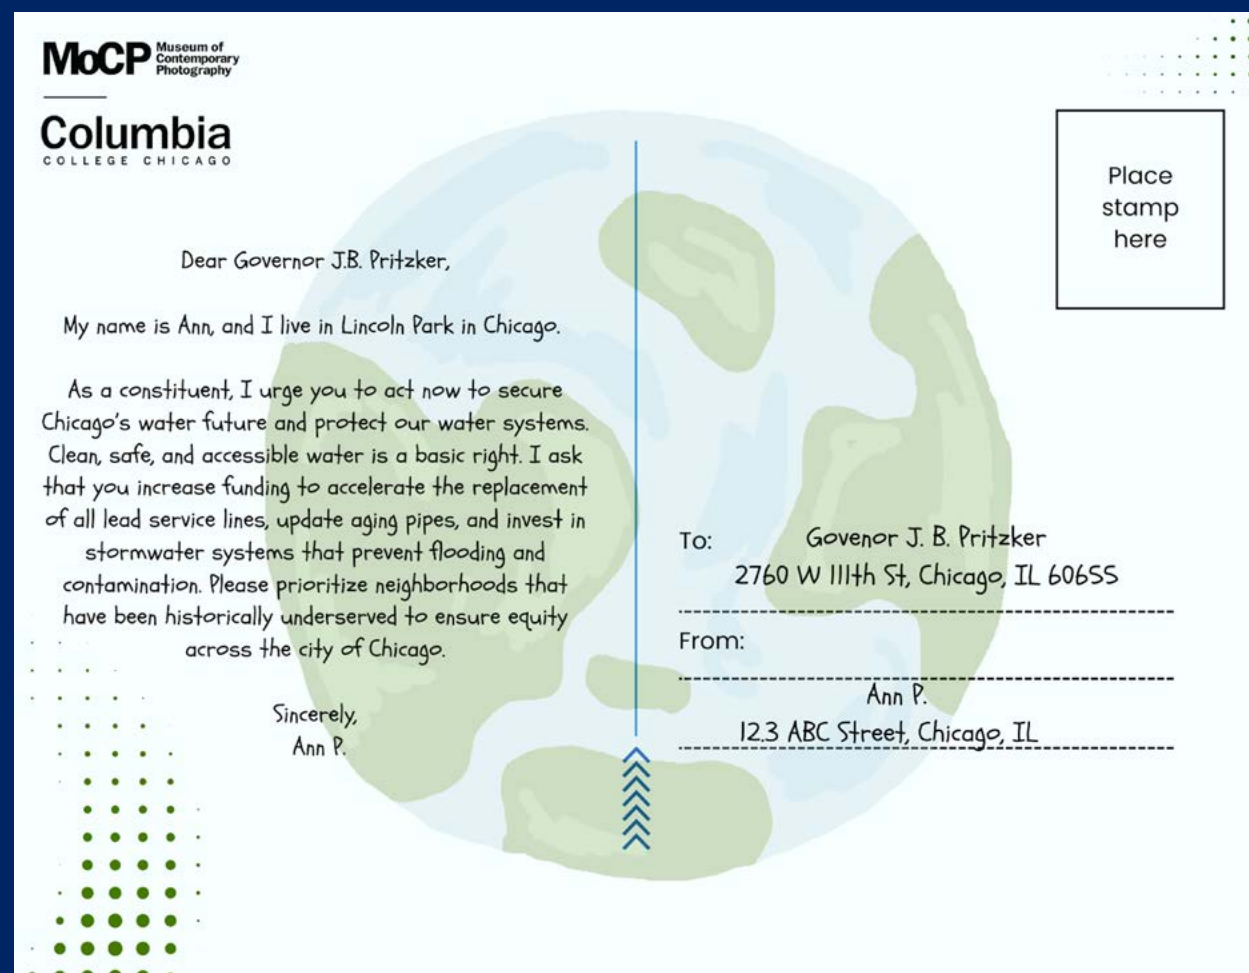 MoCP Museum of
Contemporary
Photography
Columbia
COLLEGE CHICAGO
Place
stamp
here
Dear Governor J.B. Pritzker,
My name is Ann, and I live in Lincoln Park in Chicago.
As a constituent, I urge you to act now to secure
Chicago's water future and protect our water systems.
Clean, safe, and accessible water is a basic right. I ask
that you increase funding to accelerate the replacement
of all lead service lines, update aging pipes, and invest in
stormwater systems that prevent flooding and
contamination. Please prioritize neighborhoods that
have been historically underserved to ensure equity
across the city of Chicago.
Sincerely,
Ann P.
To: Govenor J. B. Pritzker
2760 W 111th St, Chicago, IL 60655
From:
Ann P.
123 ABC Street, Chicago, IL